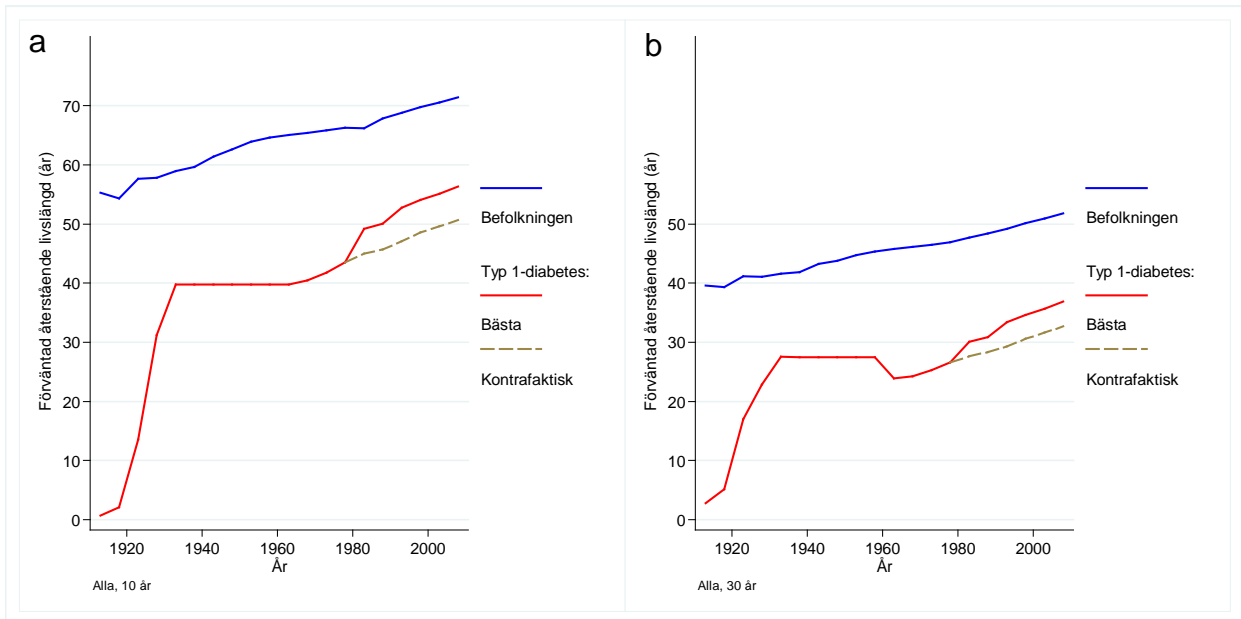 a
Förväntad återstående livslängd (år)
70
60
50
40
30
20
10
0
1920 1940 1960 1980 2000
År
Alla, 10 år
Befolkningen
Typ 1-diabetes:
Bästa
Kontrafaktisk
b
Förväntad återstående livslängd (år)
50
40
30
20
10
0
1920 1940 1960 1980 2000
År
Alla, 30 år
Befolkningen
Typ 1-diabetes:
Bästa
Kontrafaktisk